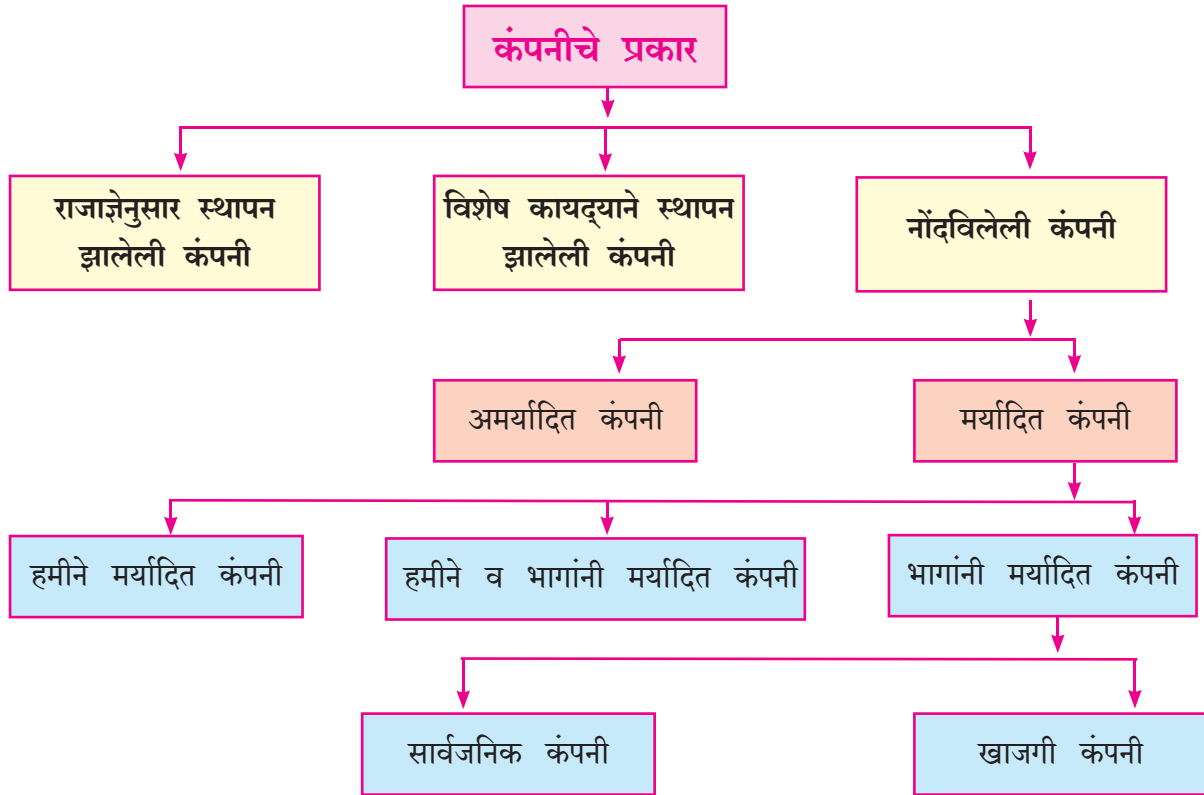 कंपनीचे प्रकार
राजाज्ञेनुसार स्थापन
झालेली कंपनी
विशेष कायद्‌याने स्थापन
झालेली कंपनी
नोंदविलेली कंपनी
अमर्यादित कंपनी
मर्यादित कंपनी
हमीने मर्यादित कंपनी
हमीने व भागांनी मर्यादित कंपनी
भागांनी मर्यादित कंपनी
सार्वजनिक कंपनी
खाजगी कंपनी